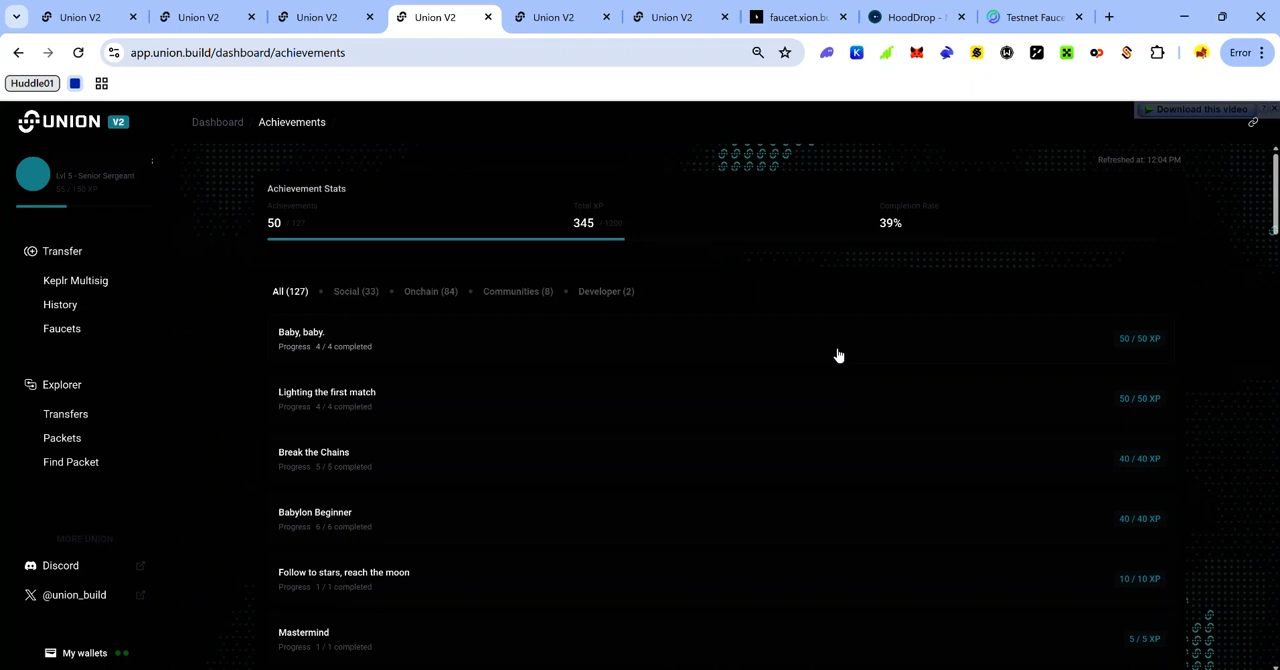 Union V2
Union V2
Union V2
Union V2
Union V2
Union V2
faucet.xion.bu
HoodDrop -
Testnet Fauce
app.union.build/dashboard/achievements
Error
Huddle01
UNION V2
Dashboard
Achievements
Download this video
Refreshed at: 12:04 PM
Lvl 5 - Senior Sergeant
55 / 150 XP
Achievement Stats
Achievements
Total XP
Completion Rate
50 / 127
345 / 1200
39%
Transfer
Keplr Multisig
History
Faucets
Explorer
Transfers
Packets
Find Packet
MORE UNION
Discord
@union_build
My wallets
All (127)
Social (33)
Onchain (84)
Communities (8)
Developer (2)
Baby, baby.
Progress 4 / 4 completed
50 / 50 XP
Lighting the first match
Progress 4 / 4 completed
50 / 50 XP
Break the Chains
Progress 5 / 5 completed
40 / 40 XP
Babylon Beginner
Progress 6 / 6 completed
40 / 40 XP
Follow to stars, reach the moon
Progress 1 / 1 completed
10 / 10 XP
Mastermind
Progress 1 / 1 completed
5 / 5 XP